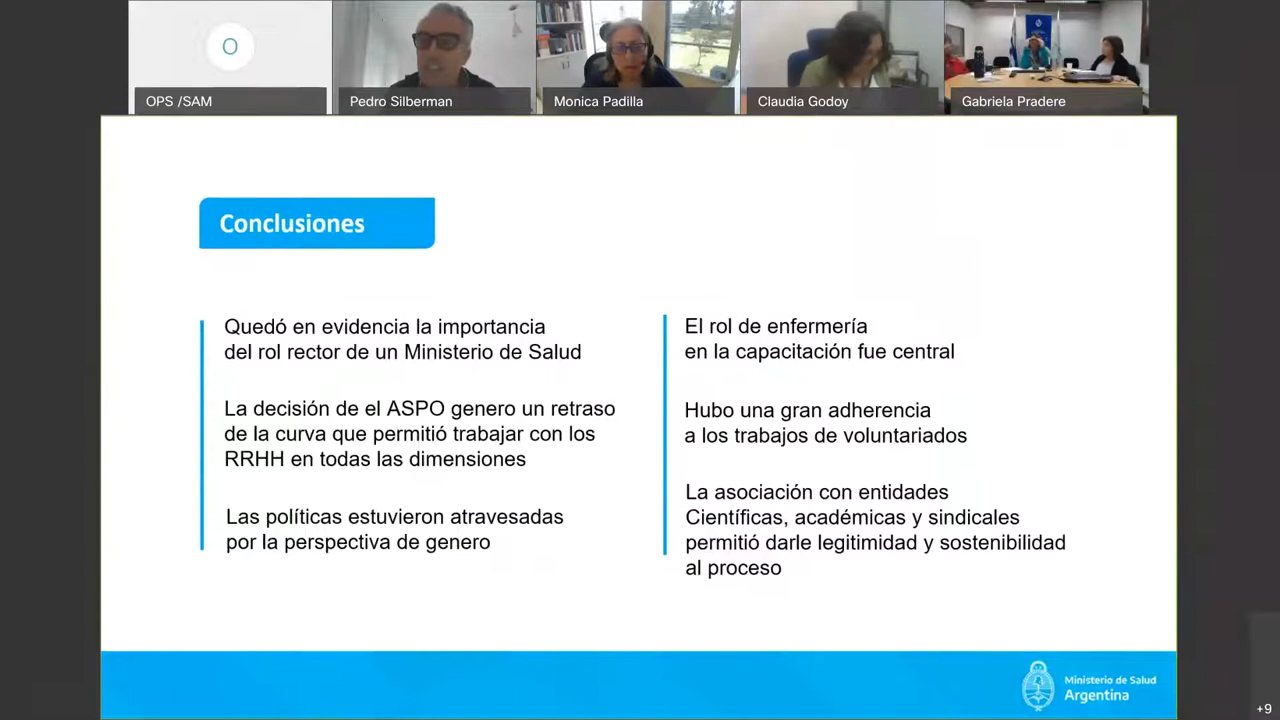 O
OPS /SAM
Pedro Silberman
Monica Padilla
Claudia Godoy
Gabriela Pradere
Conclusiones
Quedó en evidencia la importancia
del rol rector de un Ministerio de Salud
La decisión de el ASPO genero un retraso
de la curva que permitió trabajar con los
RRHH en todas las dimensiones
Las políticas estuvieron atravesadas
por la perspectiva de genero
El rol de enfermería
en la capacitación fue central
Hubo una gran adherencia
a los trabajos de voluntariados
La asociación con entidades
Científicas, académicas y sindicales
permitió darle legitimidad y sostenibilidad
al proceso
Ministerio de Salud
Argentina
+9